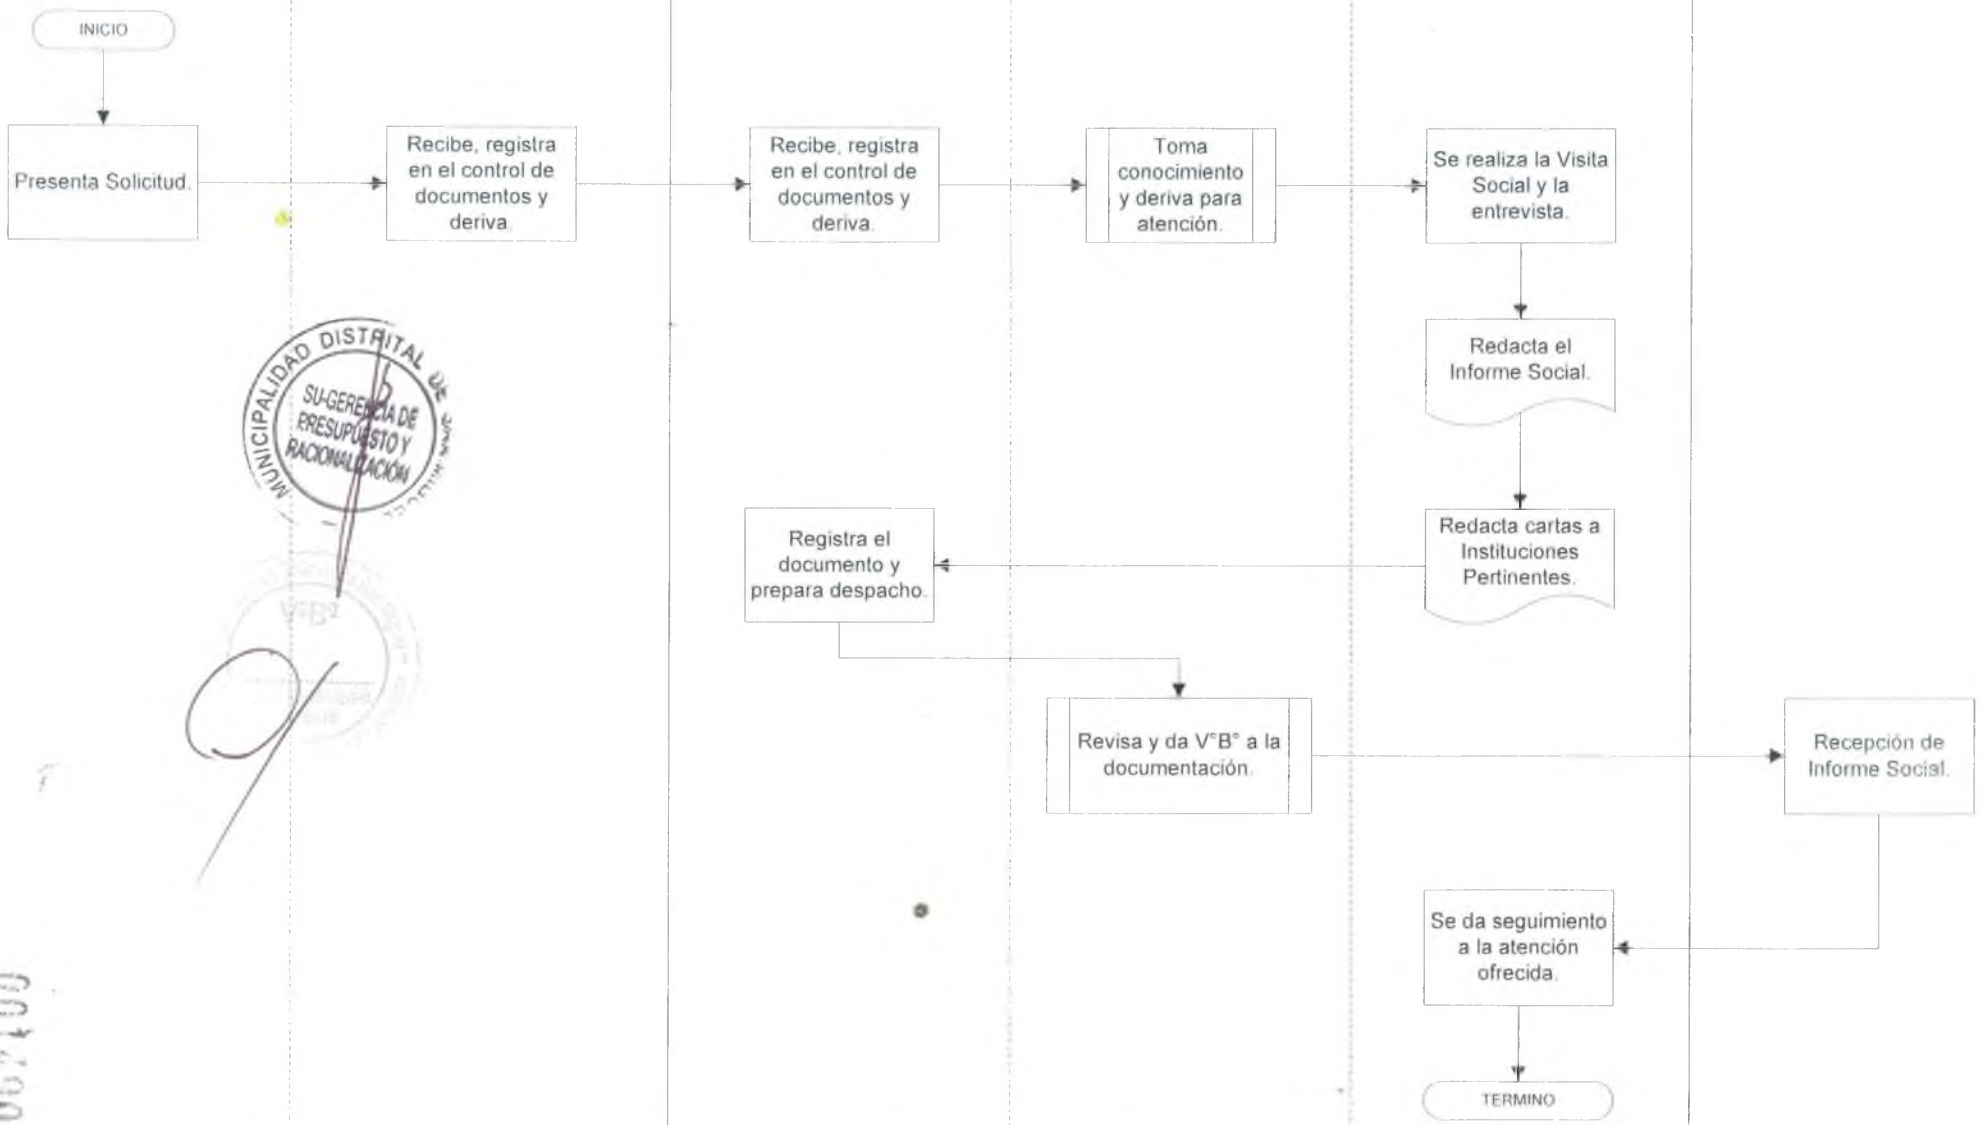 INICIO
Presenta Solicitud.
Recibe, registra
en el control de
documentos y
deriva.
Recibe, registra
en el control de
documentos y
deriva.
Toma
conocimiento
y deriva para
atención.
Se realiza la Visita
Social y la
entrevista.
Redacta el
Informe Social.
Redacta cartas a
Instituciones
Pertinentes.
Registra el
documento y
prepara despacho.
Revisa y da V°B° a la
documentación.
Recepción de
Informe Social.
Se da seguimiento
a la atención
ofrecida.
TERMINO
MUNICIPALIDAD DISTRITAL DE
SU-GERENCIA DE
PRESUPUESTO Y
RACIONALIZACIÓN